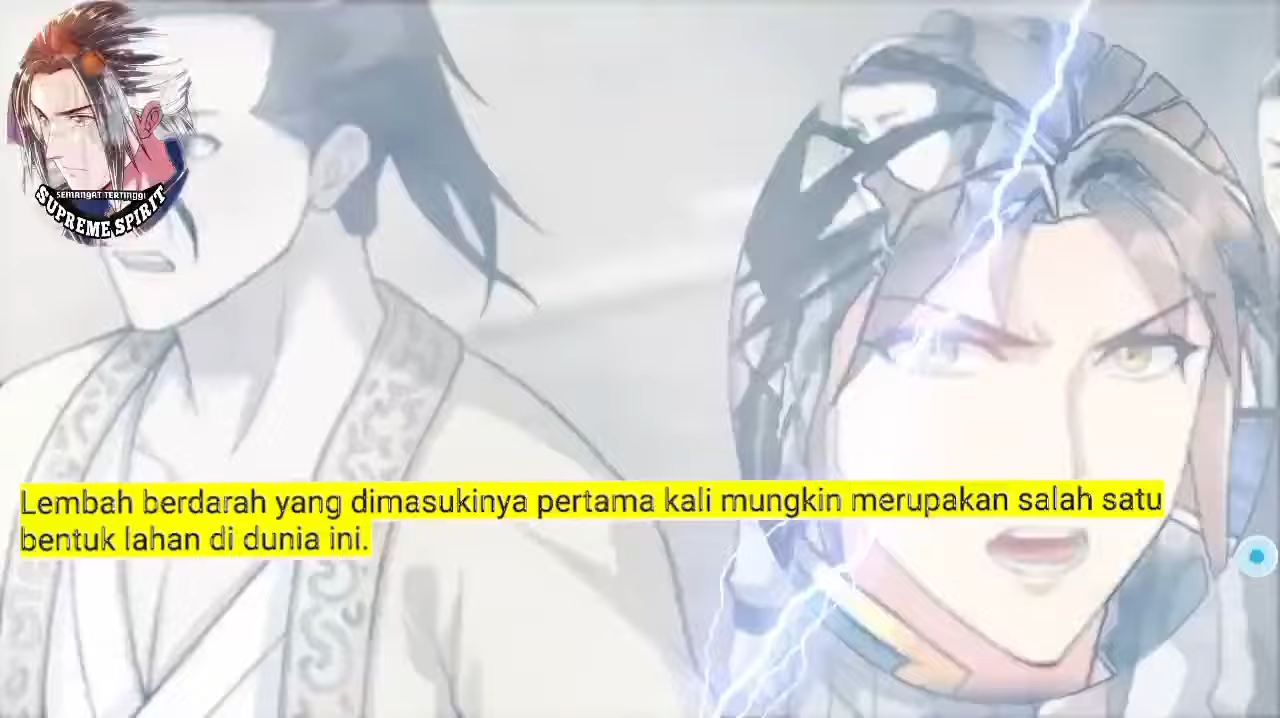 SEMANGAT TERTINGGI
SUPREME SPIRIT
Lembah berdarah yang dimasukinya pertama kali mungkin merupakan salah satu
bentuk lahan di dunia ini.